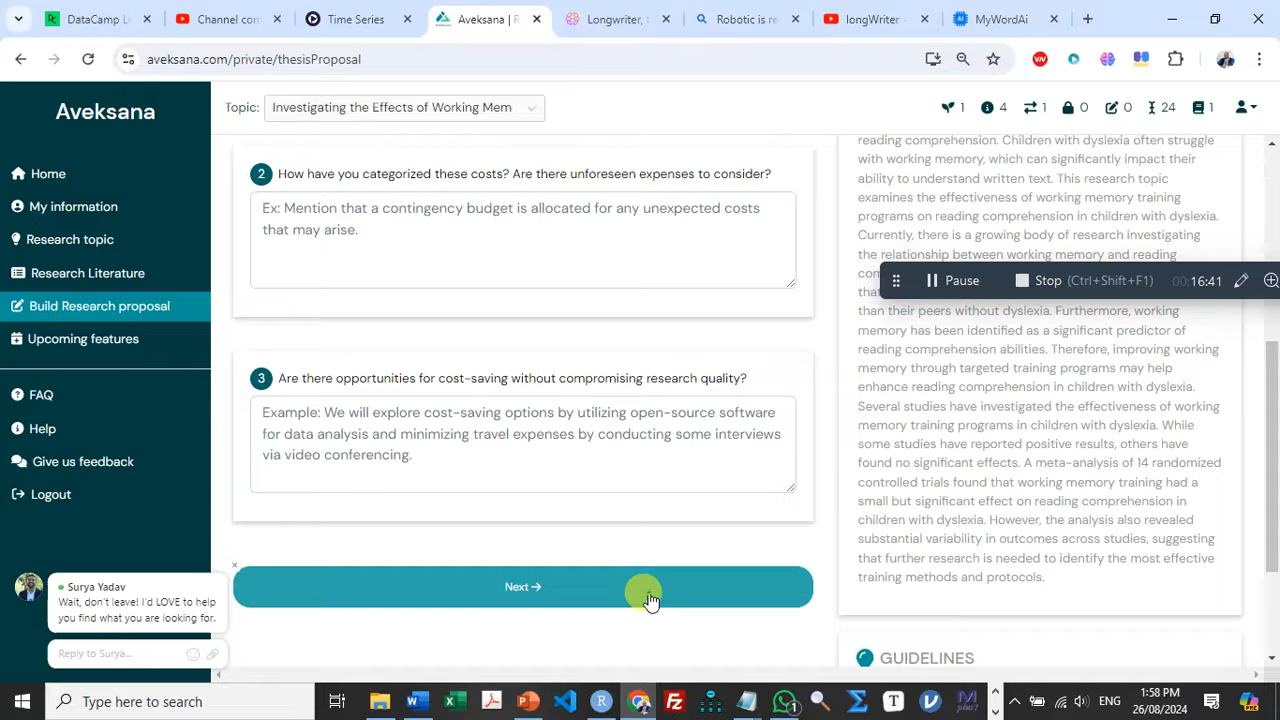 DataCamp Li
Channel con
Time Series
Aveksana | R
Longwriter, t
Robotic is re
longWriter -
MyWordAi
aveksana.com/private/thesisProposal
Aveksana
Topic:
Investigating the Effects of Working Mem
1
4
1
0
0
24
1
Home
My information
Research topic
Research Literature
Build Research proposal
Upcoming features
FAQ
Help
Give us feedback
Logout
Surya Yadav
Wait, don't leave! I'd LOVE to help
you find what you are looking for.
Reply to Surya...
2 How have you categorized these costs? Are there unforeseen expenses to consider?
Ex: Mention that a contingency budget is allocated for any unexpected costs
that may arise.
3 Are there opportunities for cost-saving without compromising research quality?
Example: We will explore cost-saving options by utilizing open-source software
for data analysis and minimizing travel expenses by conducting some interviews
via video conferencing.
×
Next →
reading comprehension. Children with dyslexia often struggle
with working memory, which can significantly impact their
ability to understand written text. This research topic
examines the effectiveness of working memory training
programs on reading comprehension in children with dyslexia.
Currently, there is a growing body of research investigating
the relationship between working memory and reading
Pause
Stop (Ctrl+Shift+F1)
00:16:41
than their peers without dyslexia. Furthermore, working
memory has been identified as a significant predictor of
reading comprehension abilities. Therefore, improving working
memory through targeted training programs may help
enhance reading comprehension in children with dyslexia.
Several studies have investigated the effectiveness of working
memory training programs in children with dyslexia. While
some studies have reported positive results, others have
found no significant effects. A meta-analysis of 14 randomized
controlled trials found that working memory training had a
small but significant effect on reading comprehension in
children with dyslexia. However, the analysis also revealed
substantial variability in outcomes across studies, suggesting
that further research is needed to identify the most effective
training methods and protocols.
GUIDELINES
Type here to search
ENG
1:58 PM
26/08/2024